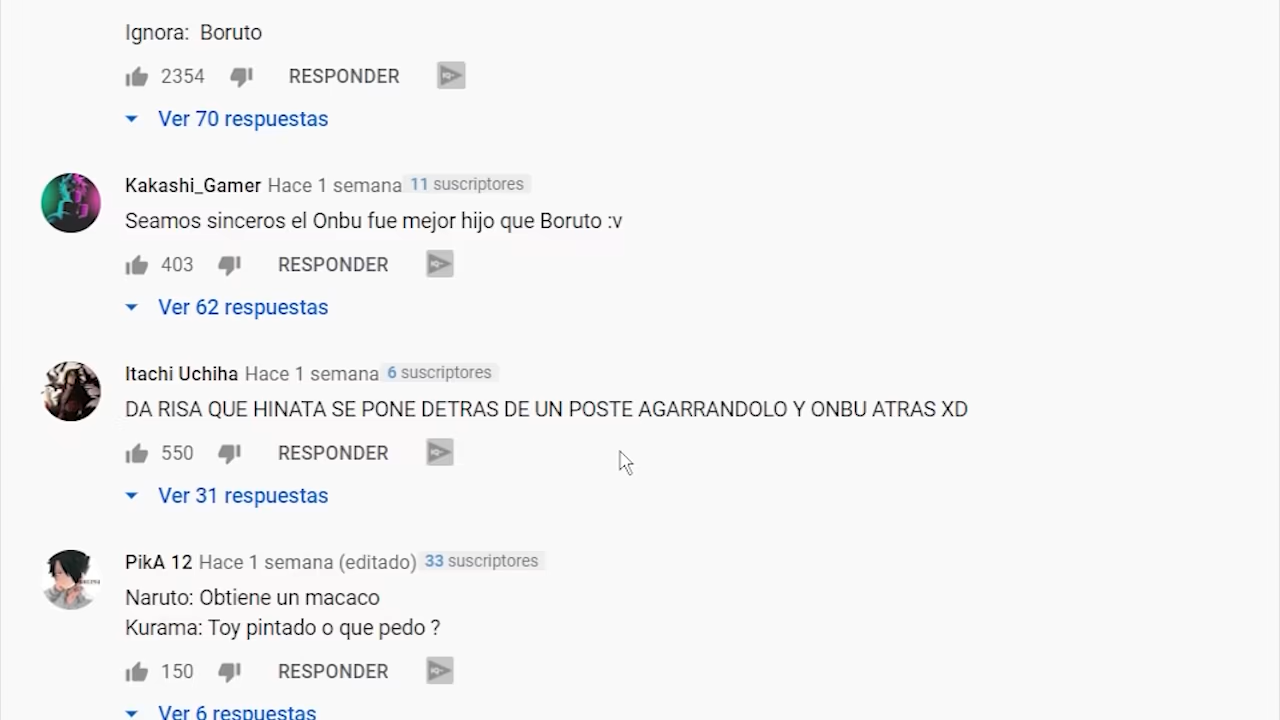 Ignora: Boruto
2354 RESPONDER
Ver 70 respuestas
Kakashi_Gamer Hace 1 semana 11 suscriptores
Seamos sinceros el Onbu fue mejor hijo que Boruto :v
403 RESPONDER
Ver 62 respuestas
Itachi Uchiha Hace 1 semana 6 suscriptores
DA RISA QUE HINATA SE PONE DETRAS DE UN POSTE AGARRANDOLO Y ONBU ATRAS XD
550 RESPONDER
Ver 31 respuestas
PikA 12 Hace 1 semana (editado) 33 suscriptores
Naruto: Obtiene un macaco
Kurama: Toy pintado o que pedo ?
150 RESPONDER
Ver 6 respuestas